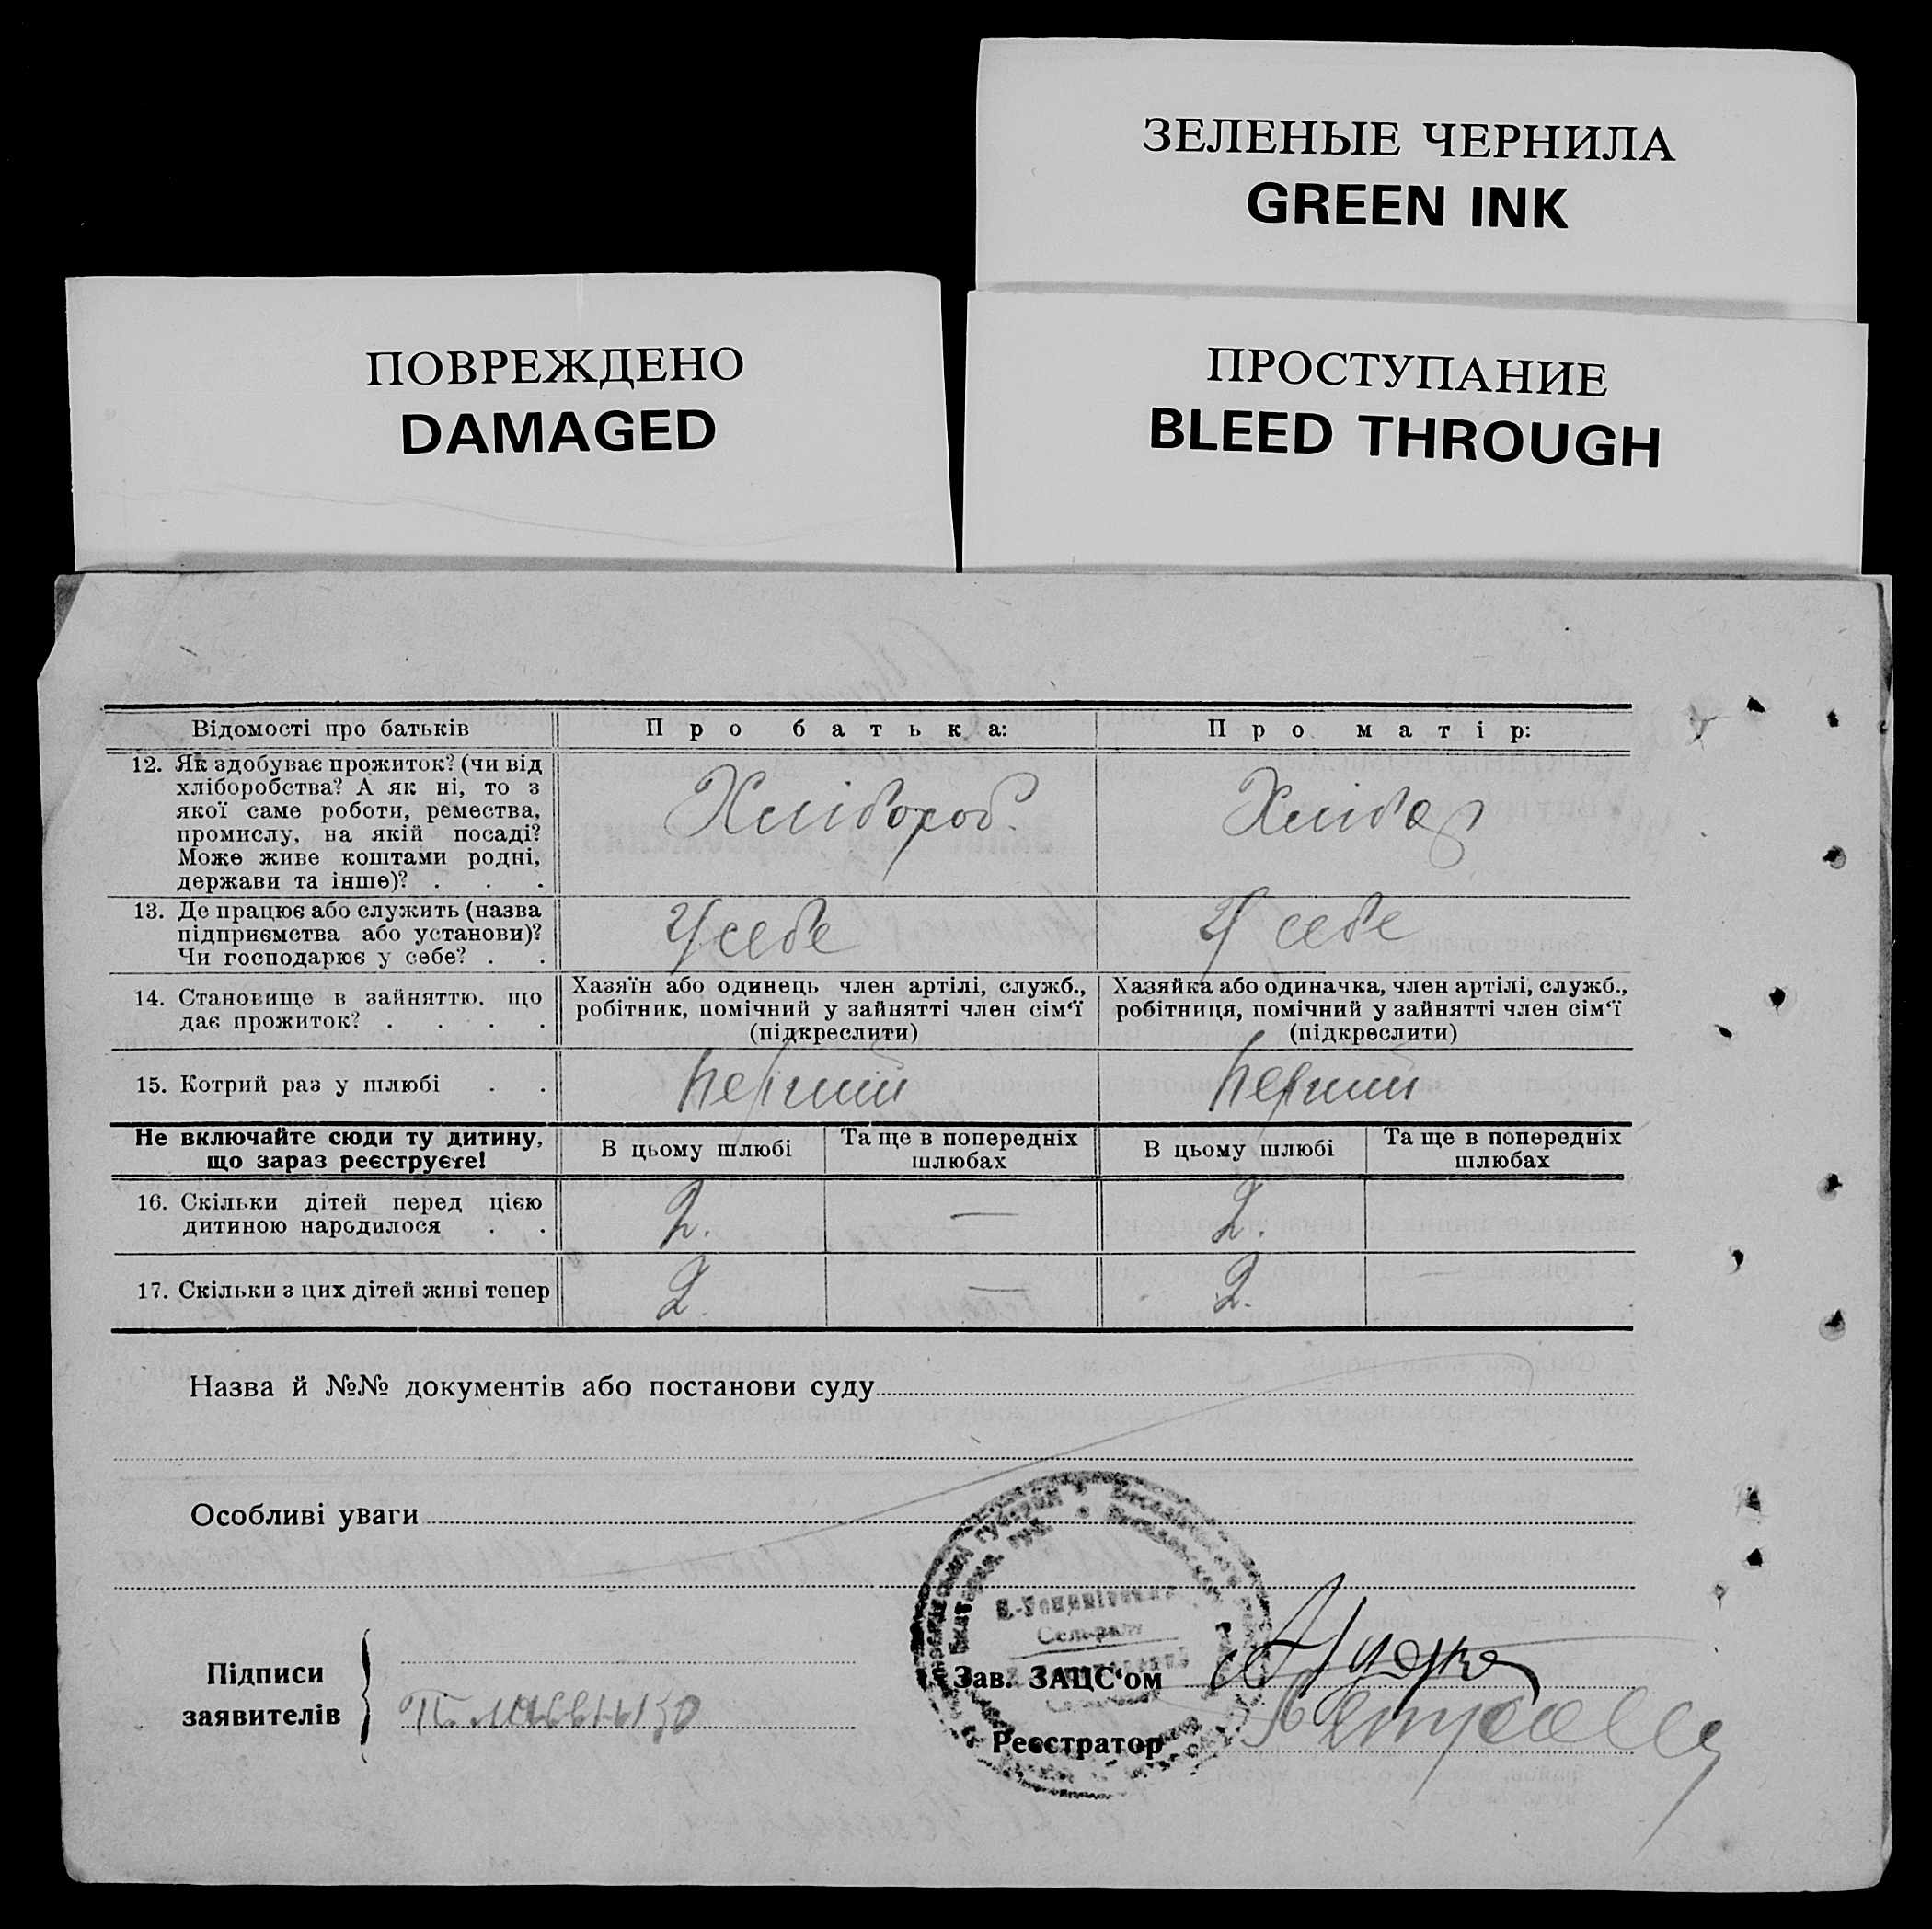 ЗЕЛЕНЫЕ ЧЕРНИЛА
GREEN INK
ПОВРЕЖДЕНО
DAMAGED
ПРОСТУПАНИЕ
BLEED THROUGH
Відомості про батьків
Про батька:
Про матір:
12. Як здобуває прожиток? (чи від
хліборобства? А як ні, то з
якої саме роботи, ремества,
промислу, на якій посаді?
Може живе коштами родні,
держави та інше)? . . .
Хлібороб.
Хлібор
13. Де працює або служить (назва
підприємства або установи)?
Чи господарює у себе? . .
У себе
У себе
14. Становище в зайняттю, що
дає прожиток? . . . .
Хазяїн або одинець член артілі, служб.,
робітник, помічний у зайнятті член сім‘ї
(підкреслити)
Хазяйка або одиначка, член артілі, служб.,
робітниця, помічний у зайнятті член сім‘ї
(підкреслити)
15. Котрий раз у шлюбі . .
Перший
Перший
Не включайте сюди ту дитину,
що зараз реєструєте!
В цьому шлюбі
Та ще в попередніх
шлюбах
В цьому шлюбі
Та ще в попередніх
шлюбах
16. Скільки дітей перед цією
дитиною народилося . .
2.
—
2.
17. Скільки з цих дітей живі тепер
2.
—
2.
Назва й №№ документів або постанови суду
Особливі уваги
Сельрада
Підписи
заявителів
Зав. ЗАЦС‘ом
Реєстратор